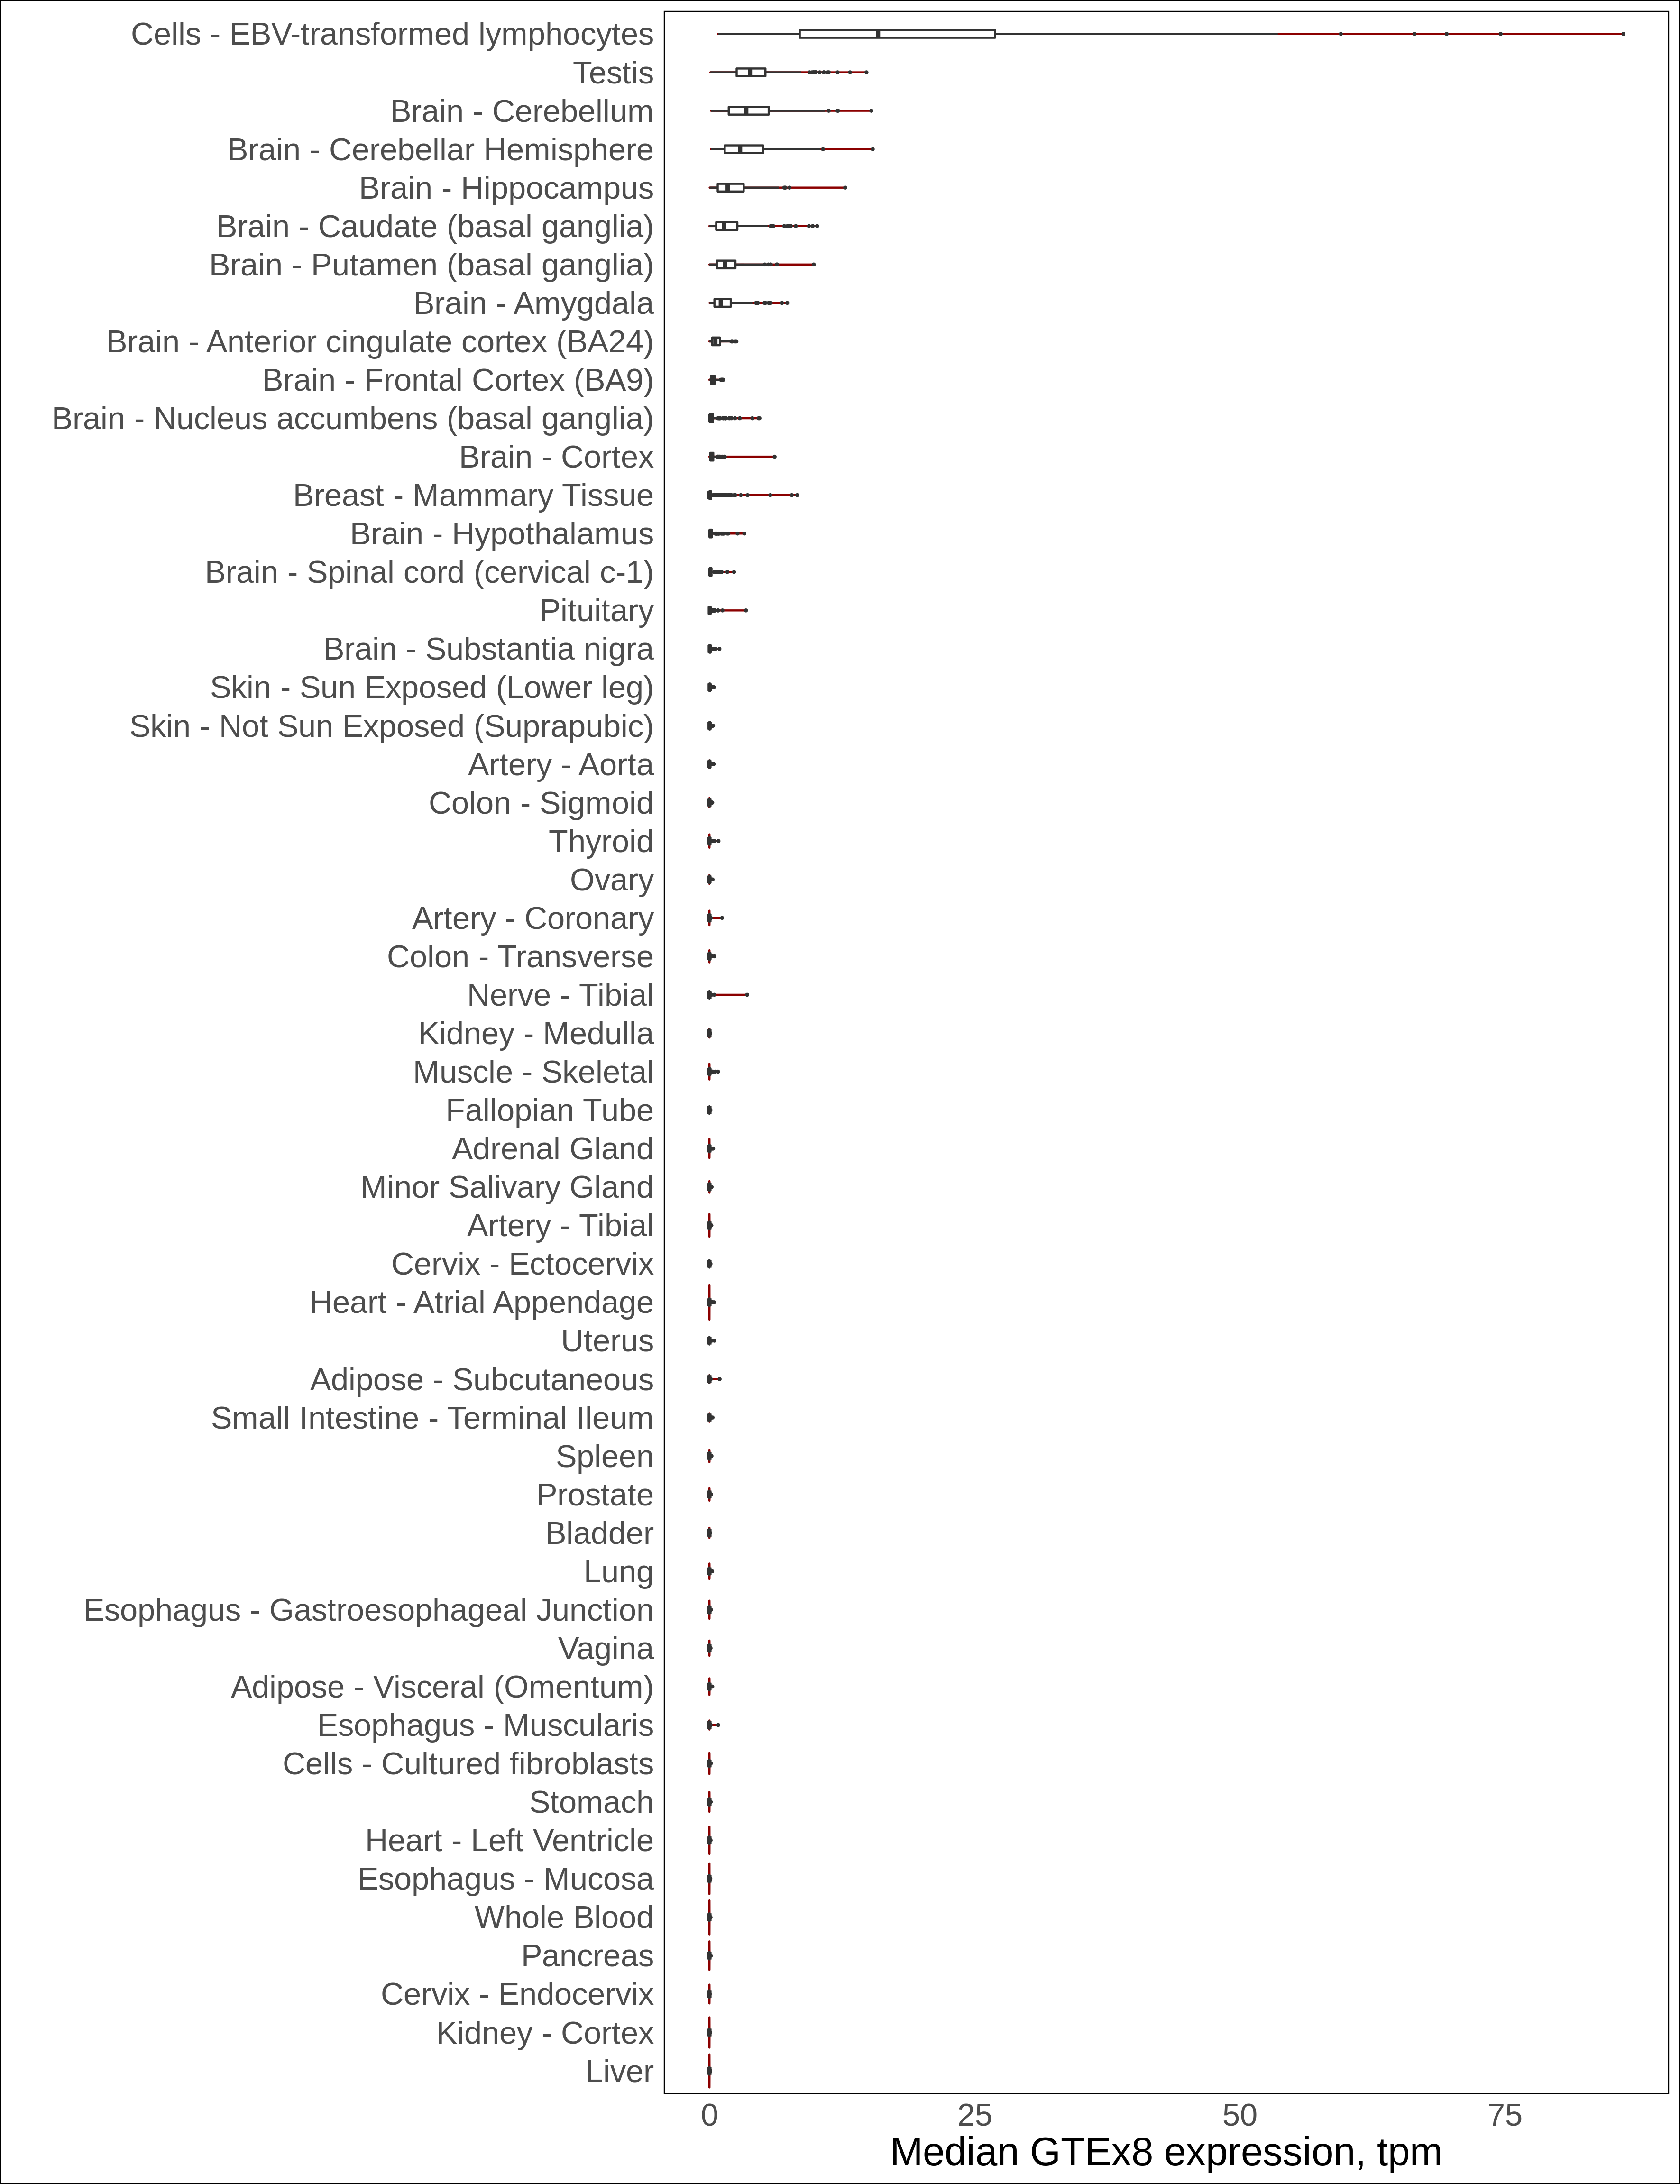 Cells - EBV-transformed lymphocytes
Testis
Brain - Cerebellum
Brain - Cerebellar Hemisphere
Brain - Hippocampus
Brain - Caudate (basal ganglia)
Brain - Putamen (basal ganglia)
Brain - Amygdala
Brain - Anterior cingulate cortex (BA24)
Brain - Frontal Cortex (BA9)
Brain - Nucleus accumbens (basal ganglia)
Brain - Cortex
Breast - Mammary Tissue
Brain - Hypothalamus
Brain - Spinal cord (cervical c-1)
Pituitary
Brain - Substantia nigra
Skin - Sun Exposed (Lower leg)
Skin - Not Sun Exposed (Suprapubic)
Artery - Aorta
Colon - Sigmoid
Thyroid
Ovary
Artery - Coronary
Colon - Transverse
Nerve - Tibial
Kidney - Medulla
Muscle - Skeletal
Fallopian Tube
Adrenal Gland
Minor Salivary Gland
Artery - Tibial
Cervix - Ectocervix
Heart - Atrial Appendage
Uterus
Adipose - Subcutaneous
Small Intestine - Terminal Ileum
Spleen
Prostate
Bladder
Lung
Esophagus - Gastroesophageal Junction
Vagina
Adipose - Visceral (Omentum)
Esophagus - Muscularis
Cells - Cultured fibroblasts
Stomach
Heart - Left Ventricle
Esophagus - Mucosa
Whole Blood
Pancreas
Cervix - Endocervix
Kidney - Cortex
Liver
0 25 50 75
Median GTEx8 expression, tpm